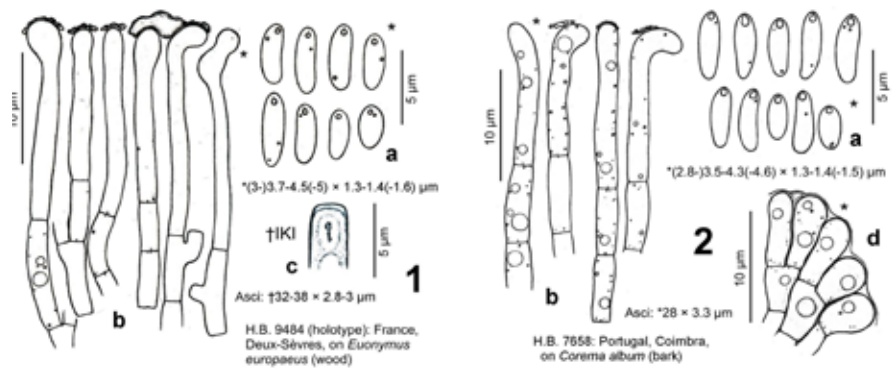 *
*
10 µm
5 µm
a
*(3-)3.7-4.5(-5) × 1.3-1.4(-1.6) µm
†IKI
c
5 µm
1
b
Asci: †32-38 × 2.8-3 µm
H.B. 9484 (holotype): France,
Deux-Sèvres, on Euonymus
europaeus (wood)
*
10 µm
5 µm
*
a
*(2.8-)3.5-4.3(-4.6) × 1.3-1.4(-1.5) µm
2
*
d
10 µm
b
Asci: *28 × 3.3 µm
H.B. 7658: Portugal, Coimbra,
on Corema album (bark)